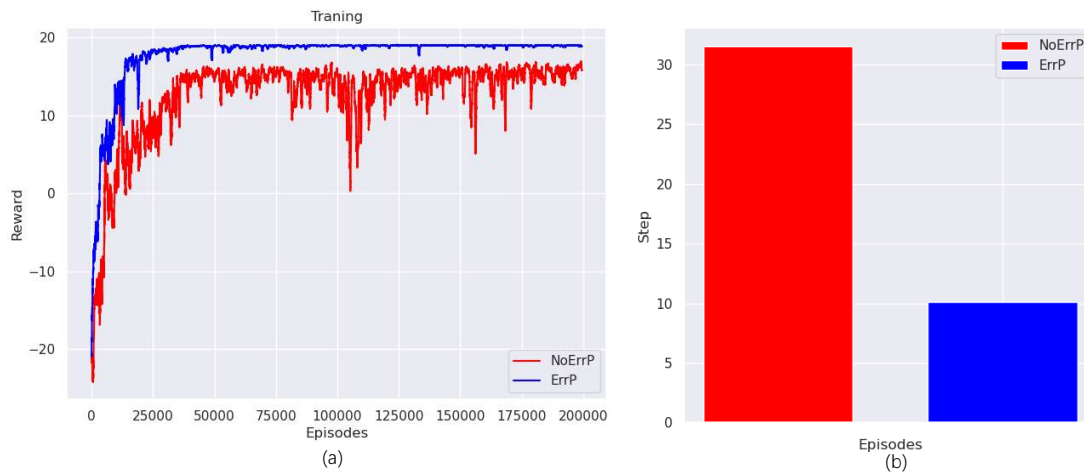 Traning
20
10
0
−10
−20
Reward
0
25000
50000
75000
100000
125000
150000
175000
200000
Episodes
NoErrP
ErrP
(a)
30
25
20
15
10
5
0
Step
NoErrP
ErrP
Episodes
(b)